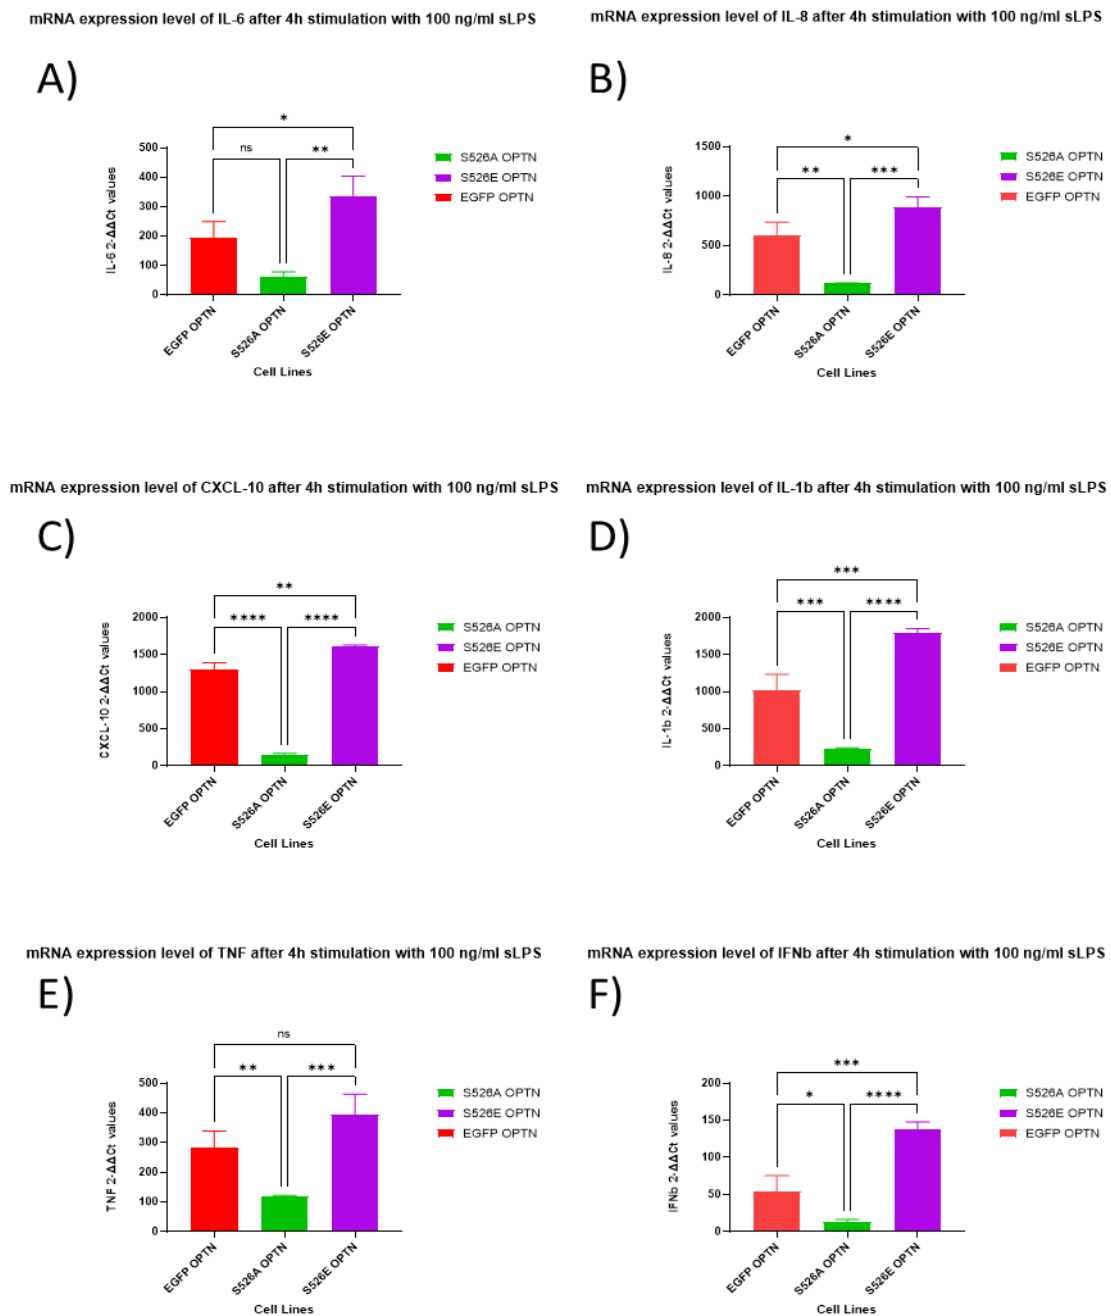 mRNA expression level of IL-6 after 4h stimulation with 100 ng/ml sLPS
A)
*
ns
**
500
400
300
200
100
0
IL-6 2-ΔΔCt values
EGFP OPTN
S526A OPTN
S526E OPTN
Cell Lines
S526A OPTN
S526E OPTN
EGFP OPTN
mRNA expression level of IL-8 after 4h stimulation with 100 ng/ml sLPS
B)
*
**
***
1500
1000
500
0
IL-8 2-ΔΔCt values
EGFP OPTN
S526A OPTN
S526E OPTN
Cell Lines
S526A OPTN
S526E OPTN
EGFP OPTN
mRNA expression level of CXCL-10 after 4h stimulation with 100 ng/ml sLPS
C)
**
****
****
2000
1500
1000
500
0
CXCL-10 2-ΔΔCt values
EGFP OPTN
S526A OPTN
S526E OPTN
Cell Lines
S526A OPTN
S526E OPTN
EGFP OPTN
mRNA expression level of IL-1b after 4h stimulation with 100 ng/ml sLPS
D)
***
***
****
2000
1500
1000
500
0
IL-1b 2-ΔΔCt values
EGFP OPTN
S526A OPTN
S526E OPTN
Cell Lines
S526A OPTN
S526E OPTN
EGFP OPTN
mRNA expression level of TNF after 4h stimulation with 100 ng/ml sLPS
E)
ns
**
***
500
400
300
200
100
0
TNF 2-ΔΔCt values
EGFP OPTN
S526A OPTN
S526E OPTN
Cell Lines
S526A OPTN
S526E OPTN
EGFP OPTN
mRNA expression level of IFNb after 4h stimulation with 100 ng/ml sLPS
F)
***
*
****
200
150
100
50
0
IFNb 2-ΔΔCt values
EGFP OPTN
S526A OPTN
S526E OPTN
Cell Lines
S526A OPTN
S526E OPTN
EGFP OPTN